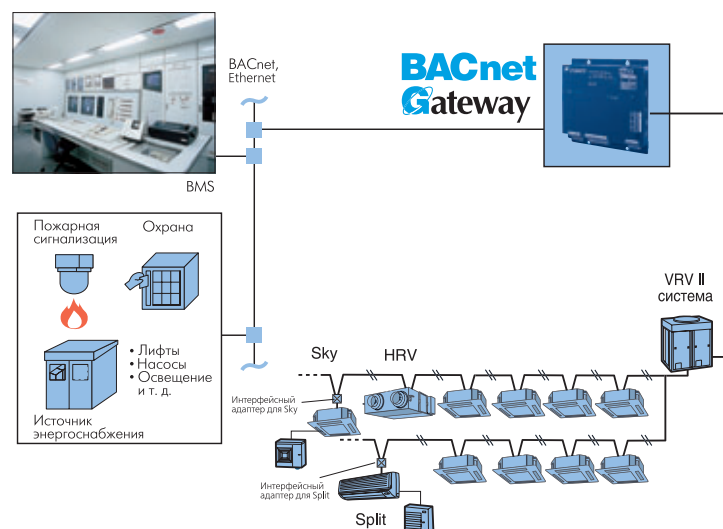 BACnet,
Ethernet
BACnet
Gateway
BMS
Пожарная
сигнализация
Охрана
• Лифты
• Насосы
• Освещение
и т. д.
Источник
энергоснабжения
VRV II
система
Sky
HRV
Интерфейсный
адаптер для Sky
Интерфейсный
адаптер для Split
Split